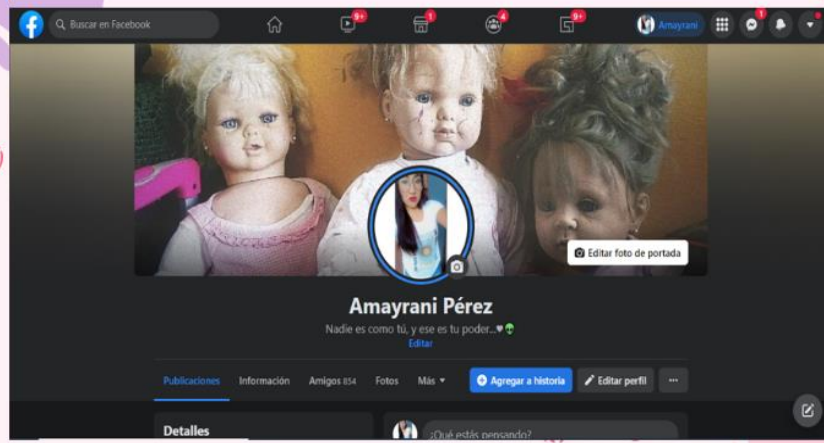 Buscar en Facebook
9+
1
4
9+
Amayrani
1
Editar foto de portada
Amayrani Pérez
Nadie es como tú, y ese es tu poder...
Editar
Publicaciones Información Amigos 854 Fotos Más
Agregar a historia Editar perfil
Detalles
¿Qué estás pensando?